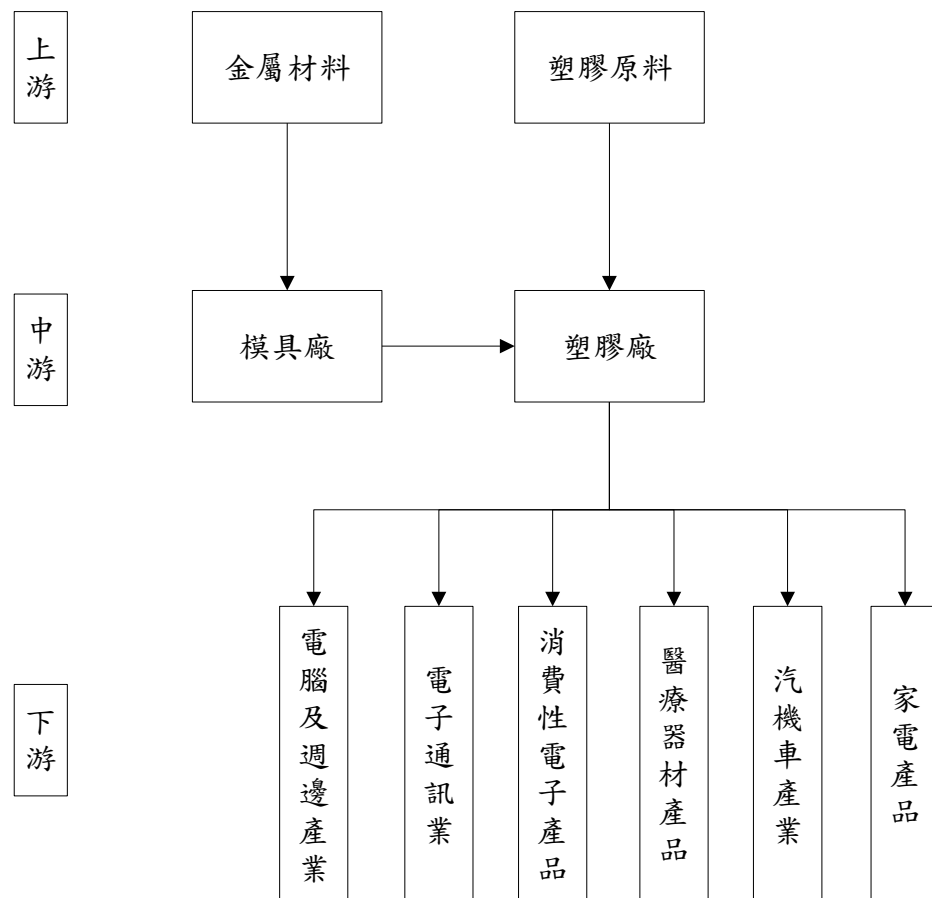 上游
金屬材料
塑膠原料
中游
模具廠
塑膠廠
下游
電腦及週邊產業
電子通訊業
消費性電子產品
醫療器材產品
汽機車產業
家電產品